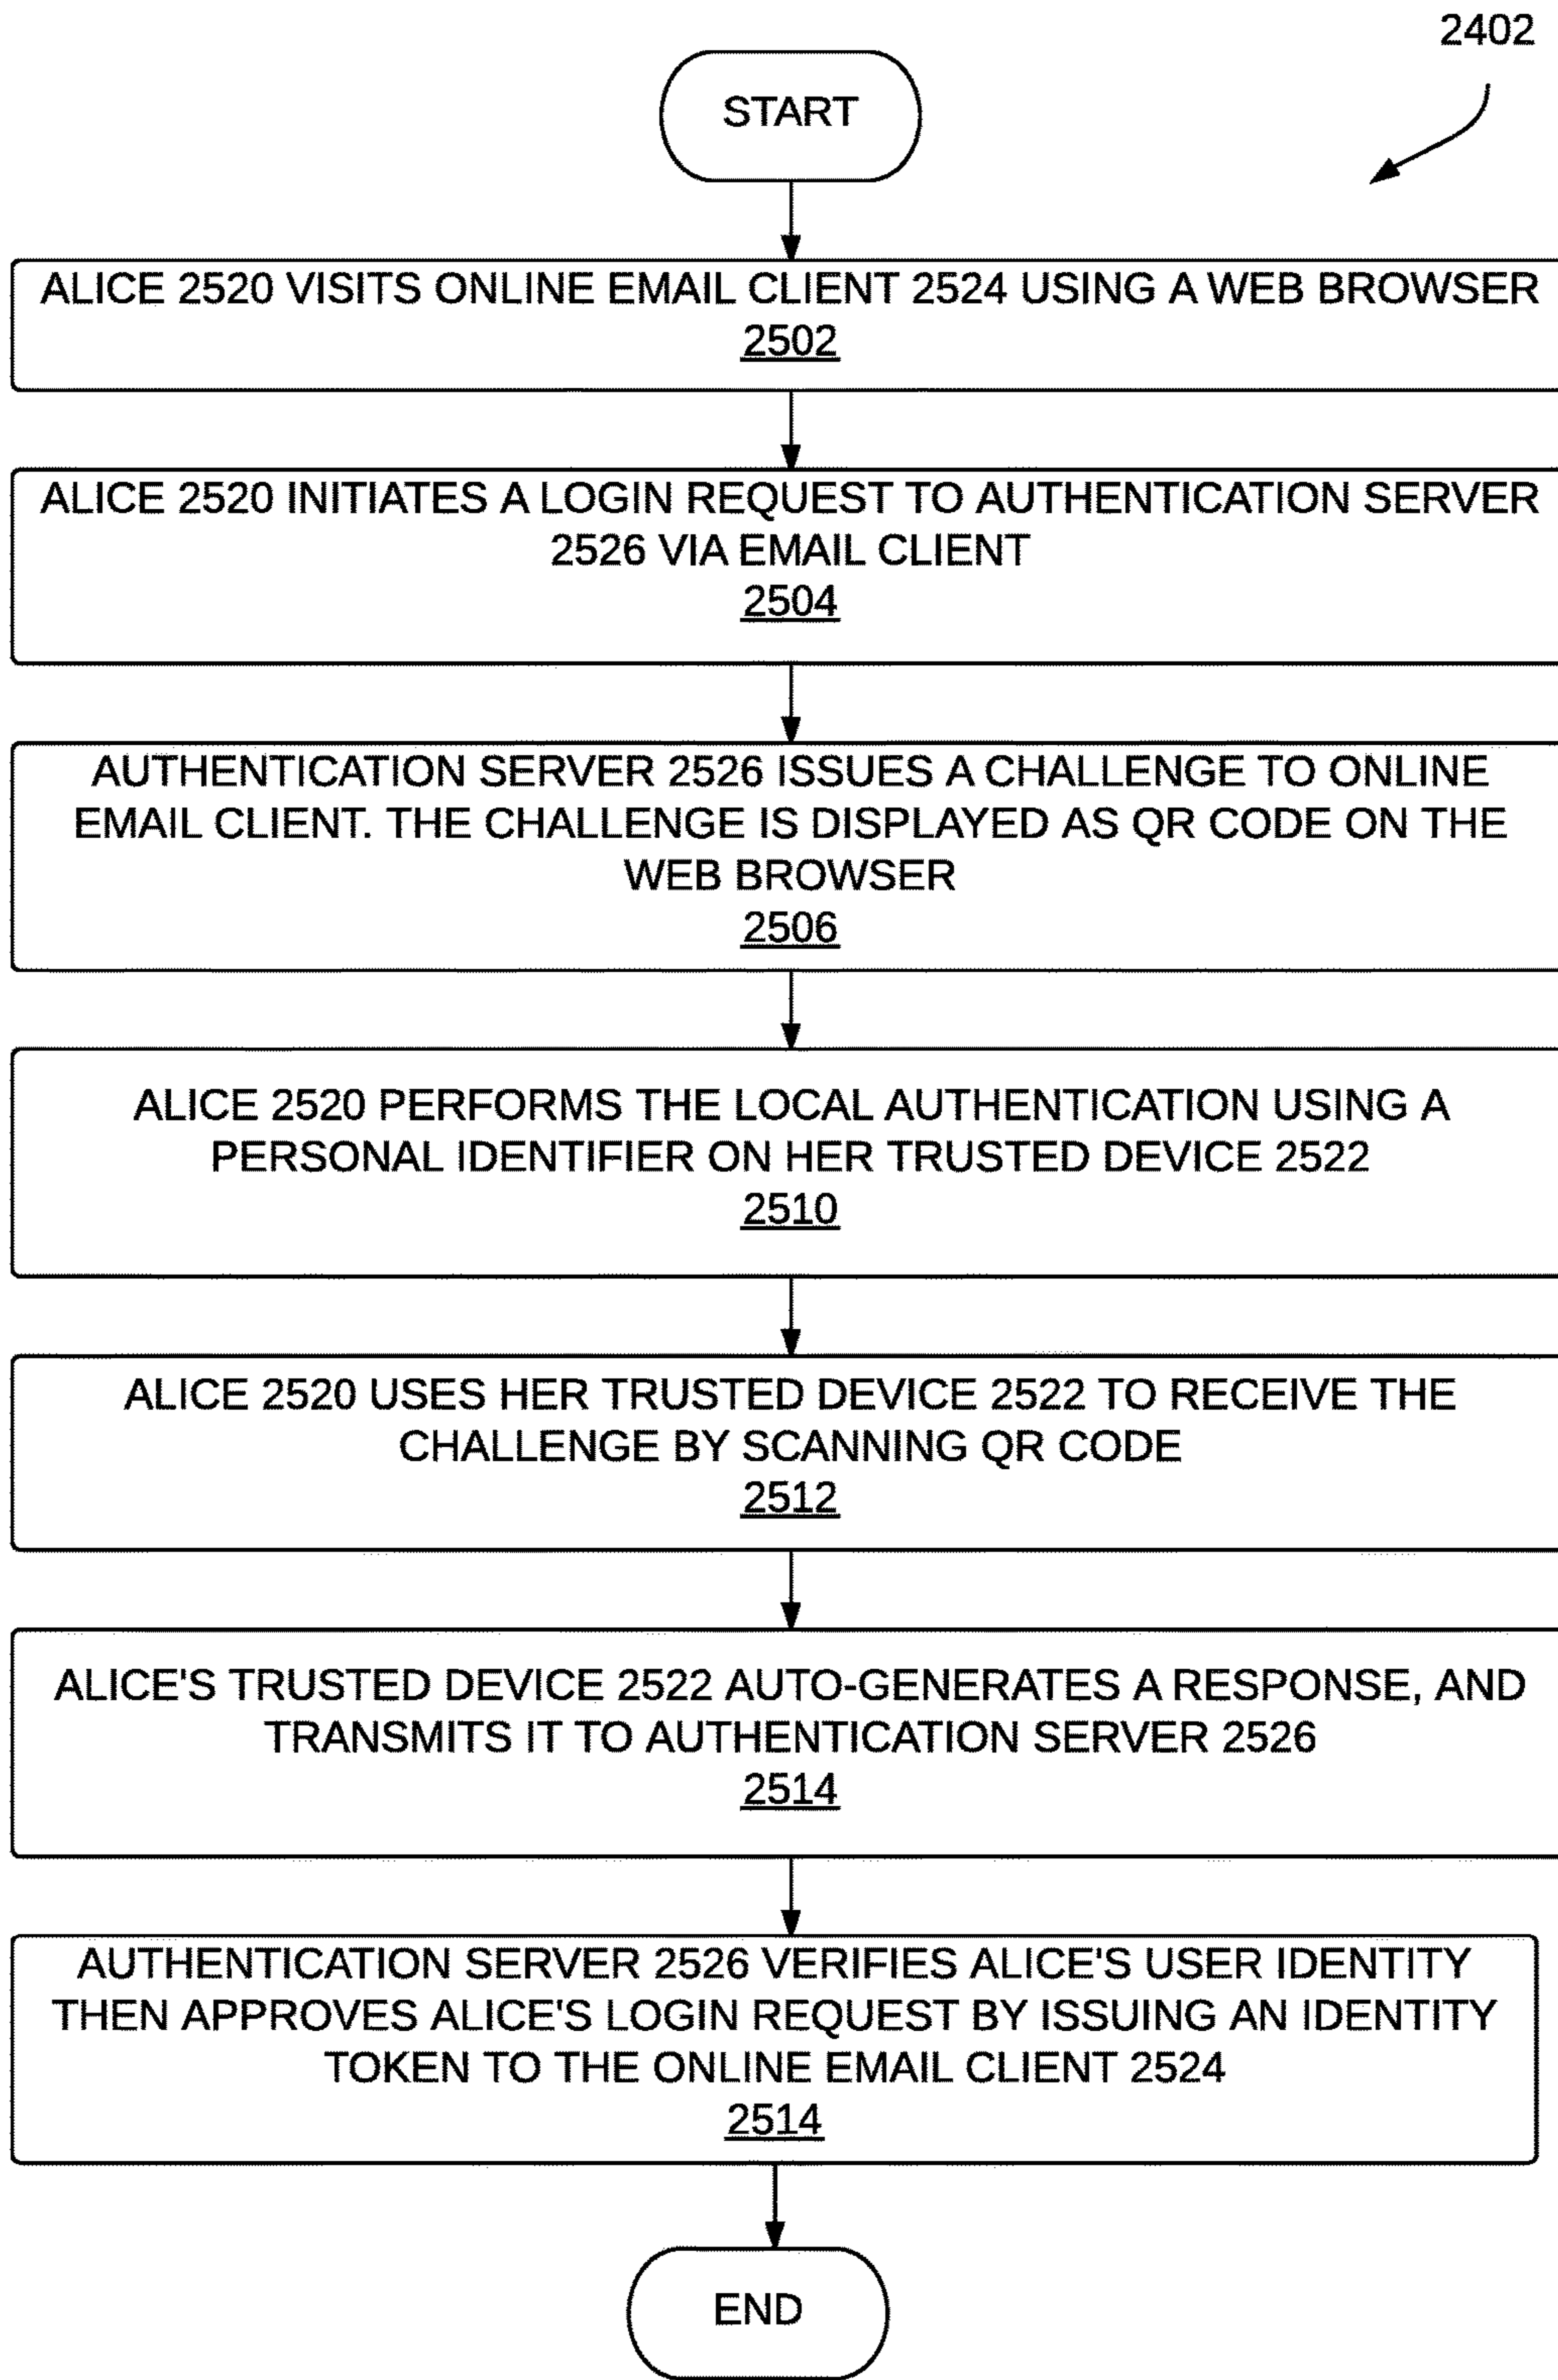 2402
START
ALICE 2520 VISITS ONLINE EMAIL CLIENT 2524 USING A WEB BROWSER
2502
ALICE 2520 INITIATES A LOGIN REQUEST TO AUTHENTICATION SERVER
2526 VIA EMAIL CLIENT
2504
AUTHENTICATION SERVER 2526 ISSUES A CHALLENGE TO ONLINE
EMAIL CLIENT. THE CHALLENGE IS DISPLAYED AS QR CODE ON THE
WEB BROWSER
2506
ALICE 2520 PERFORMS THE LOCAL AUTHENTICATION USING A
PERSONAL IDENTIFIER ON HER TRUSTED DEVICE 2522
2510
ALICE 2520 USES HER TRUSTED DEVICE 2522 TO RECEIVE THE
CHALLENGE BY SCANNING QR CODE
2512
ALICE'S TRUSTED DEVICE 2522 AUTO-GENERATES A RESPONSE, AND
TRANSMITS IT TO AUTHENTICATION SERVER 2526
2514
AUTHENTICATION SERVER 2526 VERIFIES ALICE'S USER IDENTITY
THEN APPROVES ALICE'S LOGIN REQUEST BY ISSUING AN IDENTITY
TOKEN TO THE ONLINE EMAIL CLIENT 2524
2514
END